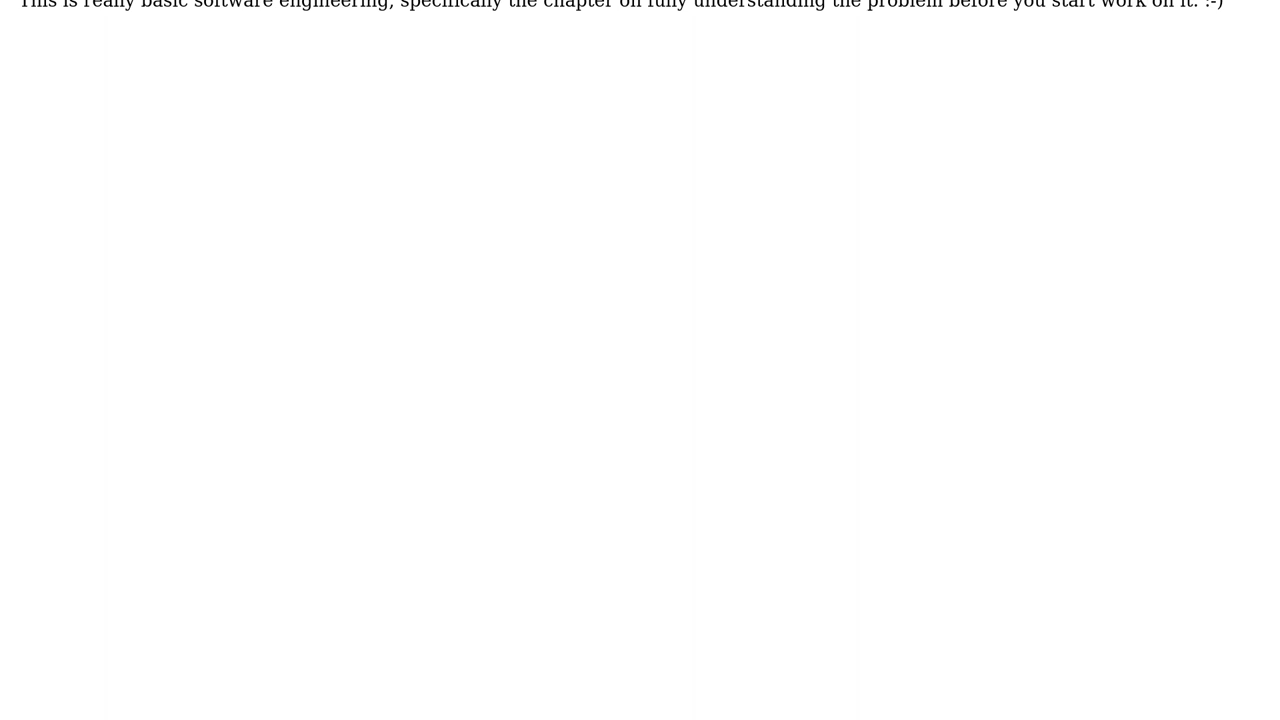 This is really basic software engineering, specifically the chapter on fully understanding the problem before you start work on it. :-)